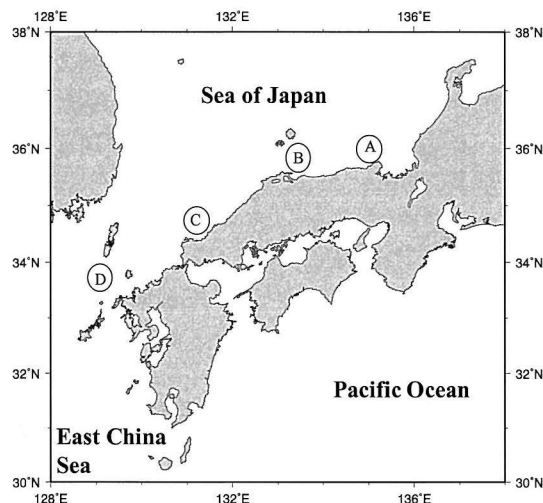 128°E 132°E 136°E
38°N 38°N
Sea of Japan
A
B
36°N 36°N
C
34°N 34°N
D
32°N 32°N
Pacific Ocean
East China
Sea
30°N 30°N
128°E 132°E 136°E